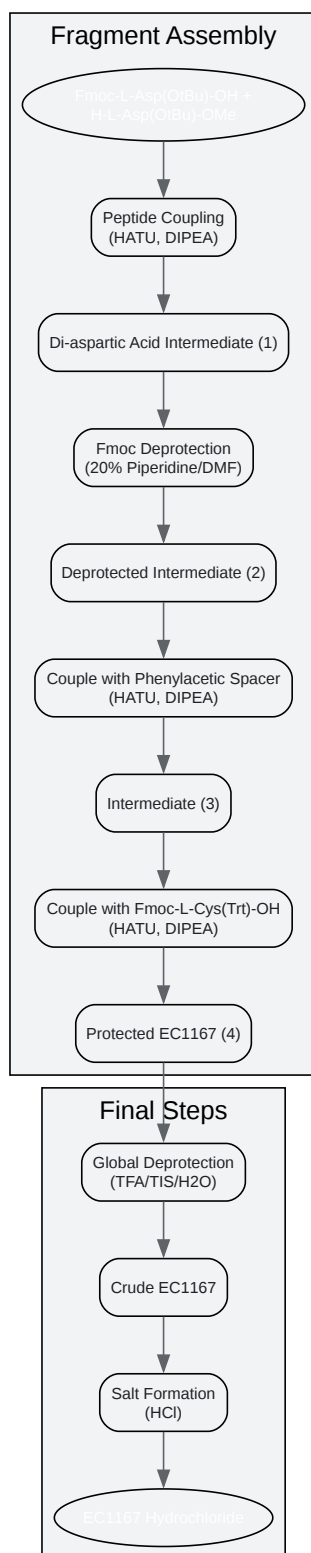 Fragment Assembly
Fmoc-L-Asp(OtBu)-OH +
H-L-Asp(OtBu)-OMe
Peptide Coupling
(HATU, DIPEA)
Di-aspartic Acid Intermediate (1)
Fmoc Deprotection
(20% Piperidine/DMF)
Deprotected Intermediate (2)
Couple with Phenylacetic Spacer
(HATU, DIPEA)
Intermediate (3)
Couple with Fmoc-L-Cys(Trt)-OH
(HATU, DIPEA)
Protected EC1167 (4)
Final Steps
Global Deprotection
(TFA/TIS/H2O)
Crude EC1167
Salt Formation
(HCl)
EC1167 Hydrochloride